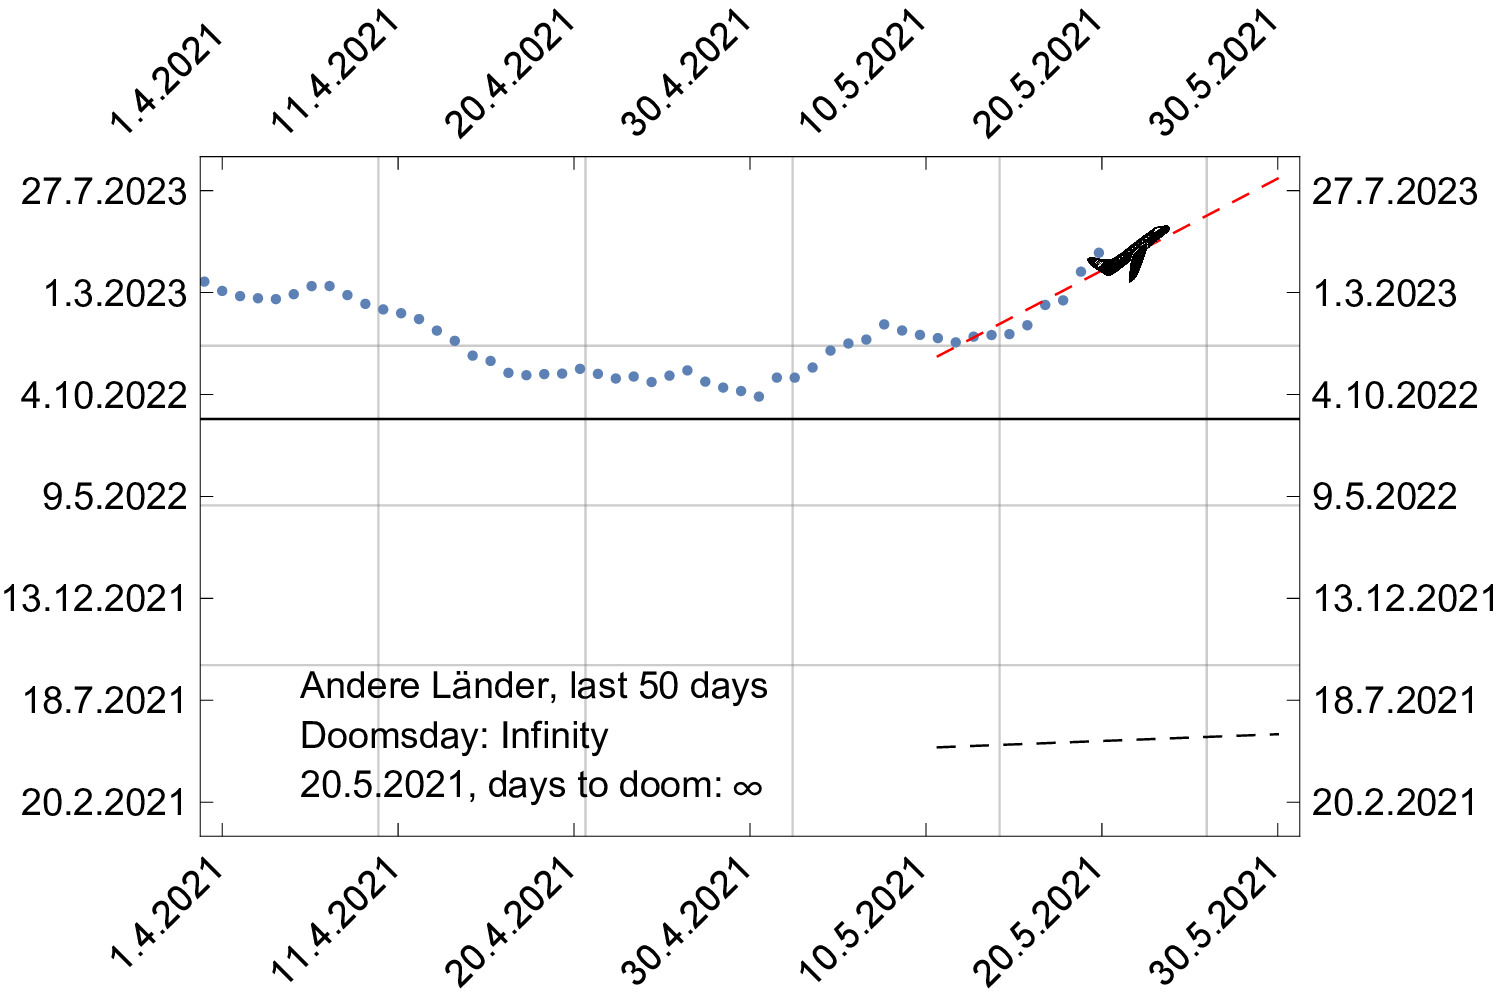 1.4.2021 11.4.2021 20.4.2021 30.4.2021 10.5.2021 20.5.2021 30.5.2021
27.7.2023 27.7.2023
1.3.2023 1.3.2023
4.10.2022 4.10.2022
9.5.2022 9.5.2022
13.12.2021 13.12.2021
18.7.2021 18.7.2021
20.2.2021 20.2.2021
Andere Länder, last 50 days
Doomsday: Infinity
20.5.2021, days to doom: ∞
1.4.2021 11.4.2021 20.4.2021 30.4.2021 10.5.2021 20.5.2021 30.5.2021